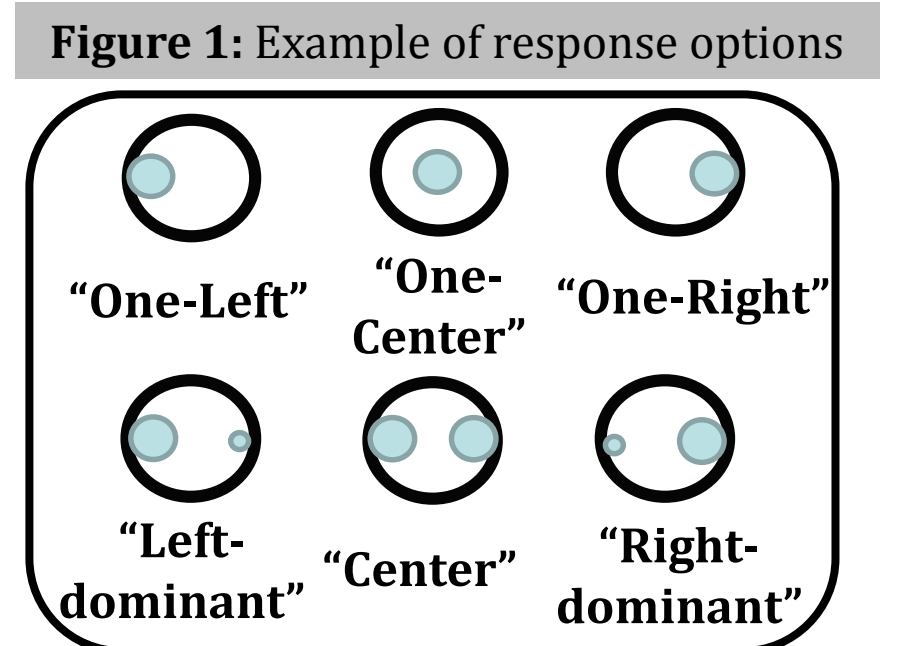 Figure 1: Example of response options
“One-Left”
“One-
Center”
“One-Right”
“Left-
dominant”
“Center”
“Right-
dominant”